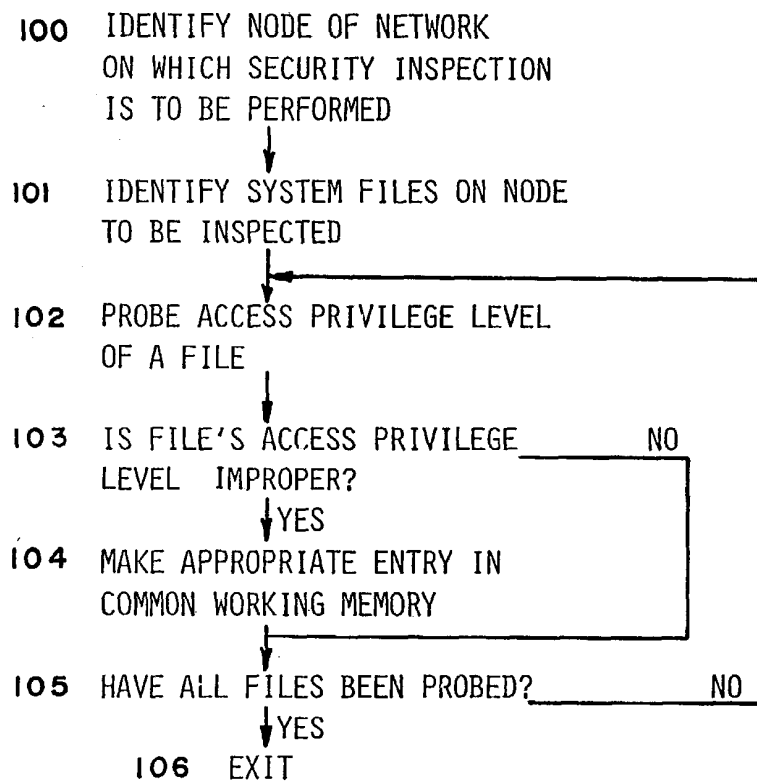 100 IDENTIFY NODE OF NETWORK
ON WHICH SECURITY INSPECTION
IS TO BE PERFORMED
101 IDENTIFY SYSTEM FILES ON NODE
TO BE INSPECTED
102 PROBE ACCESS PRIVILEGE LEVEL
OF A FILE
103 IS FILE'S ACCESS PRIVILEGE NO
LEVEL IMPROPER?
YES
104 MAKE APPROPRIATE ENTRY IN
COMMON WORKING MEMORY
105 HAVE ALL FILES BEEN PROBED? NO
YES
106 EXIT